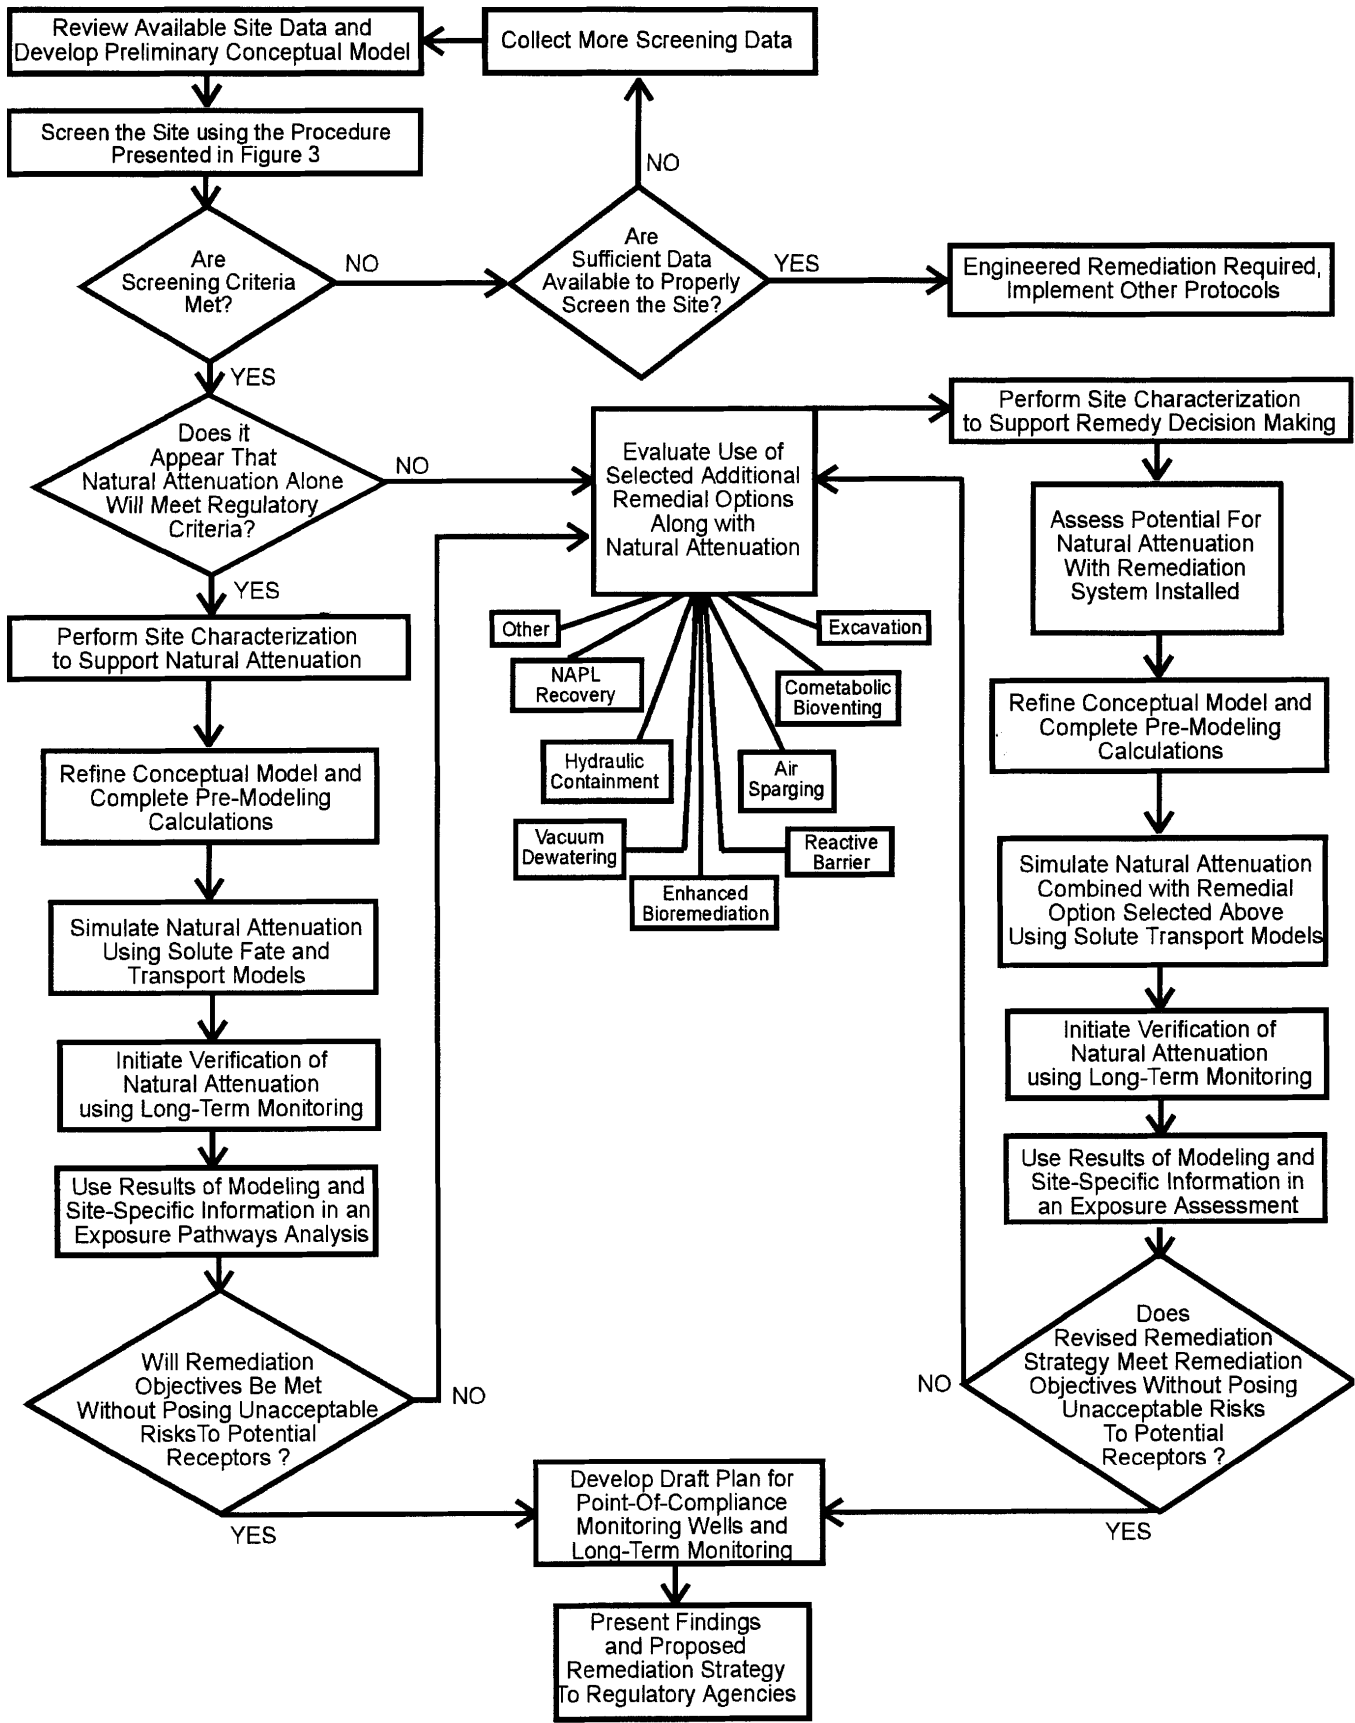 Review Available Site Data and
Develop Preliminary Conceptual Model
Collect More Screening Data
Screen the Site using the Procedure
Presented in Figure 3
NO
Are
Screening Criteria
Met?
NO
Are
Sufficient Data
Available to Properly
Screen the Site?
YES
Engineered Remediation Required,
Implement Other Protocols
YES
Does it
Appear That
Natural Attenuation Alone
Will Meet Regulatory
Criteria?
NO
Evaluate Use of
Selected Additional
Remedial Options
Along with
Natural Attenuation
Perform Site Characterization
to Support Remedy Decision Making
Assess Potential For
Natural Attenuation
With Remediation
System Installed
YES
Perform Site Characterization
to Support Natural Attenuation
Other
Excavation
NAPL
Recovery
Cometabolic
Bioventing
Hydraulic
Containment
Air
Sparging
Vacuum
Dewatering
Reactive
Barrier
Enhanced
Bioremediation
Refine Conceptual Model and
Complete Pre-Modeling
Calculations
Refine Conceptual Model and
Complete Pre-Modeling
Calculations
Simulate Natural Attenuation
Using Solute Fate and
Transport Models
Simulate Natural Attenuation
Combined with Remedial
Option Selected Above
Using Solute Transport Models
Initiate Verification of
Natural Attenuation
using Long-Term Monitoring
Initiate Verification of
Natural Attenuation
using Long-Term Monitoring
Use Results of Modeling and
Site-Specific Information in an
Exposure Pathways Analysis
Use Results of Modeling and
Site-Specific Information in
an Exposure Assessment
Will Remediation
Objectives Be Met
Without Posing Unacceptable
RisksTo Potential
Receptors ?
NO
NO
Does
Revised Remediation
Strategy Meet Remediation
Objectives Without Posing
Unacceptable Risks
To Potential
Receptors ?
YES
YES
Develop Draft Plan for
Point-Of-Compliance
Monitoring Wells and
Long-Term Monitoring
Present Findings
and Proposed
Remediation Strategy
To Regulatory Agencies